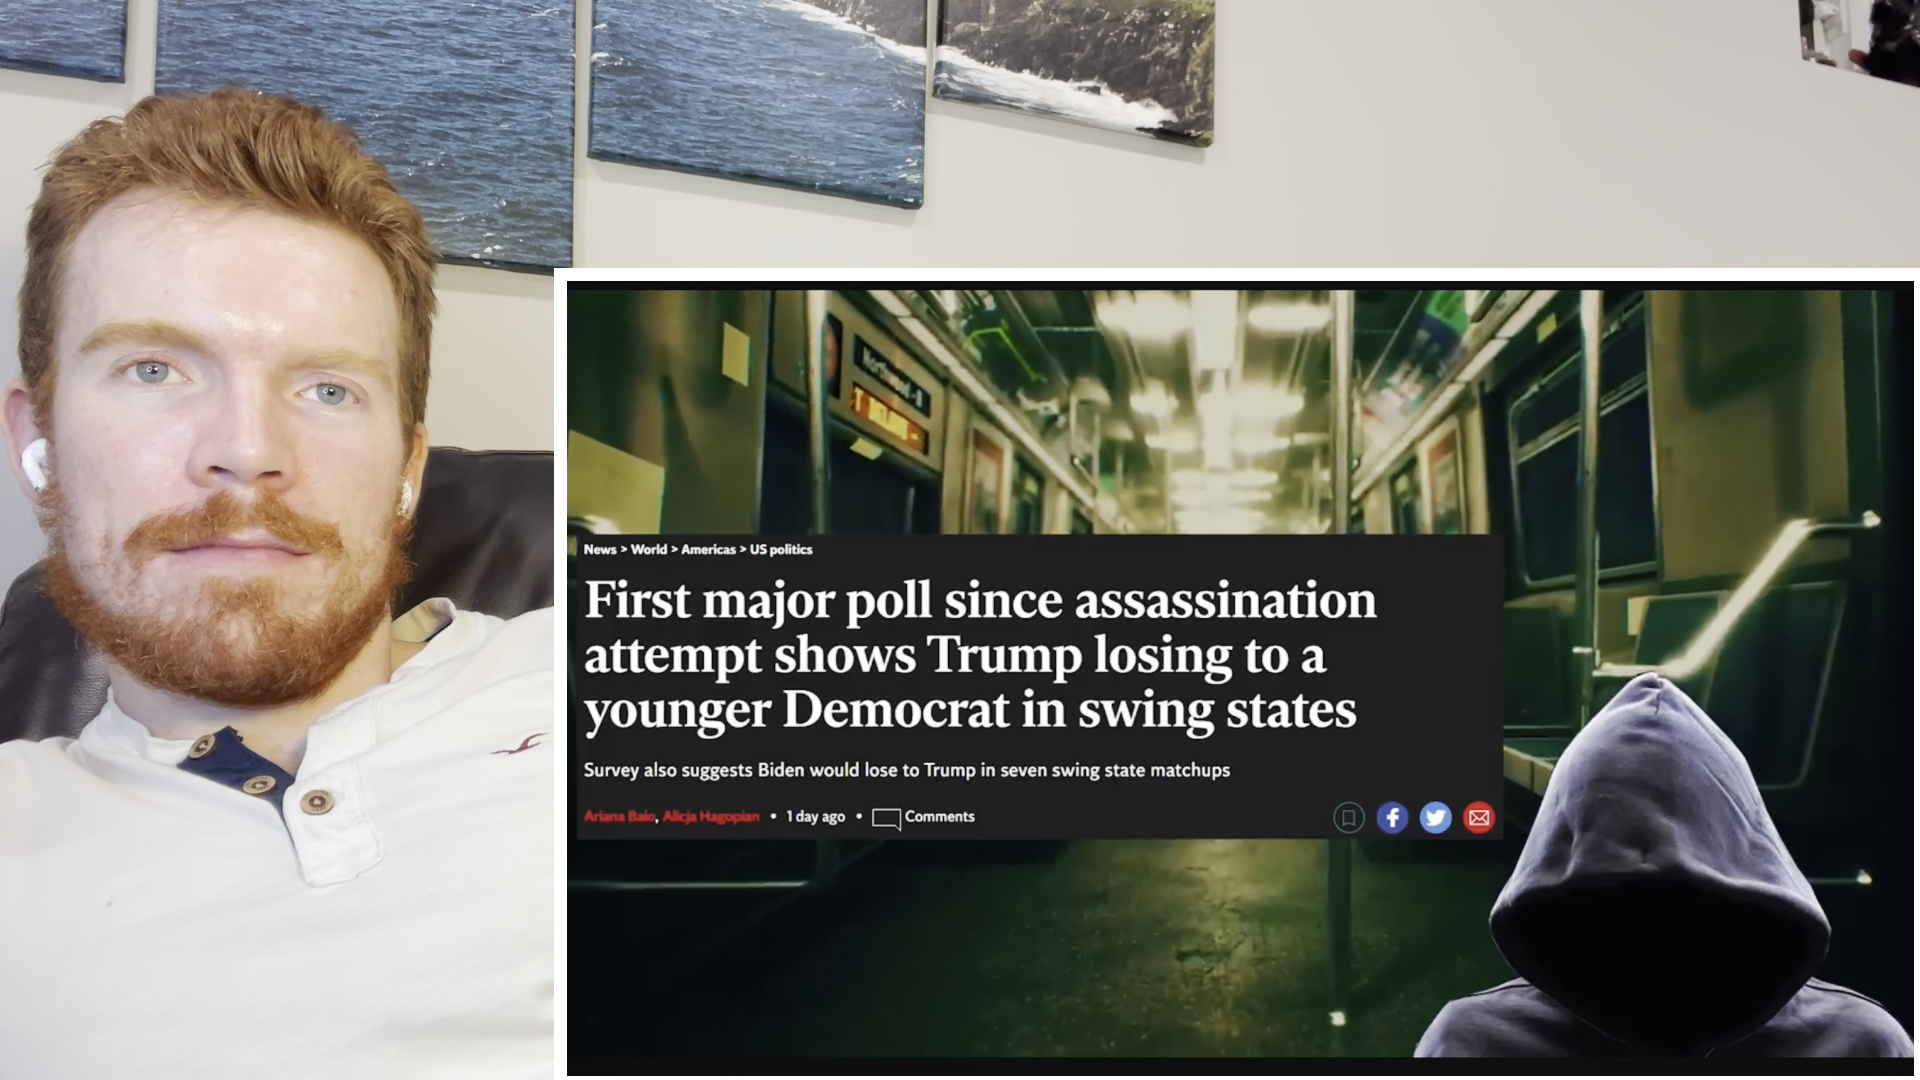 News > World > Americas > US politics
First major poll since assassination
attempt shows Trump losing to a
younger Democrat in swing states
Survey also suggests Biden would lose to Trump in seven swing state matchups
Ariana Baio, Alicja Hagopian • 1 day ago • Comments